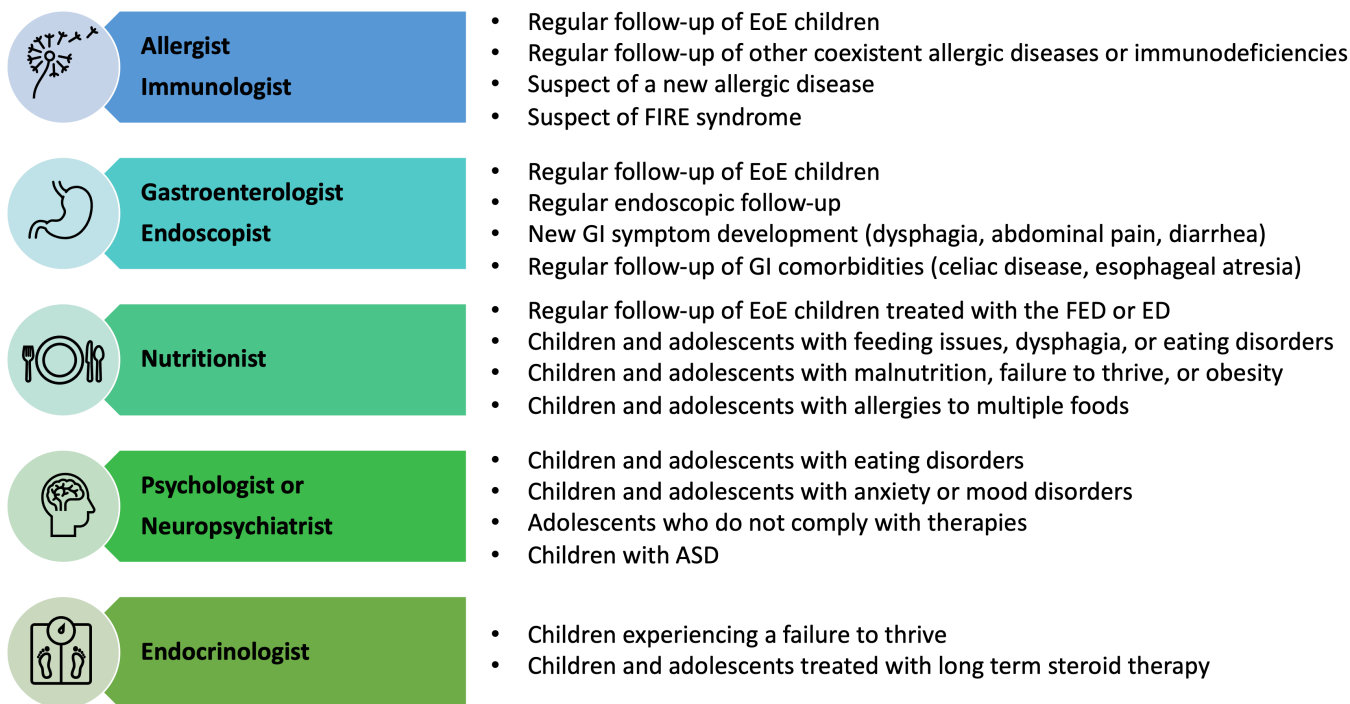 Allergist
Immunologist
• Regular follow-up of EoE children
• Regular follow-up of other coexistent allergic diseases or immunodeficiencies
• Suspect of a new allergic disease
• Suspect of FIRE syndrome
Gastroenterologist
Endoscopist
• Regular follow-up of EoE children
• Regular endoscopic follow-up
• New GI symptom development (dysphagia, abdominal pain, diarrhea)
• Regular follow-up of GI comorbidities (celiac disease, esophageal atresia)
Nutritionist
• Regular follow-up of EoE children treated with the FED or ED
• Children and adolescents with feeding issues, dysphagia, or eating disorders
• Children and adolescents with malnutrition, failure to thrive, or obesity
• Children and adolescents with allergies to multiple foods
Psychologist or
Neuropsychiatrist
• Children and adolescents with eating disorders
• Children and adolescents with anxiety or mood disorders
• Adolescents who do not comply with therapies
• Children with ASD
Endocrinologist
• Children experiencing a failure to thrive
• Children and adolescents treated with long term steroid therapy